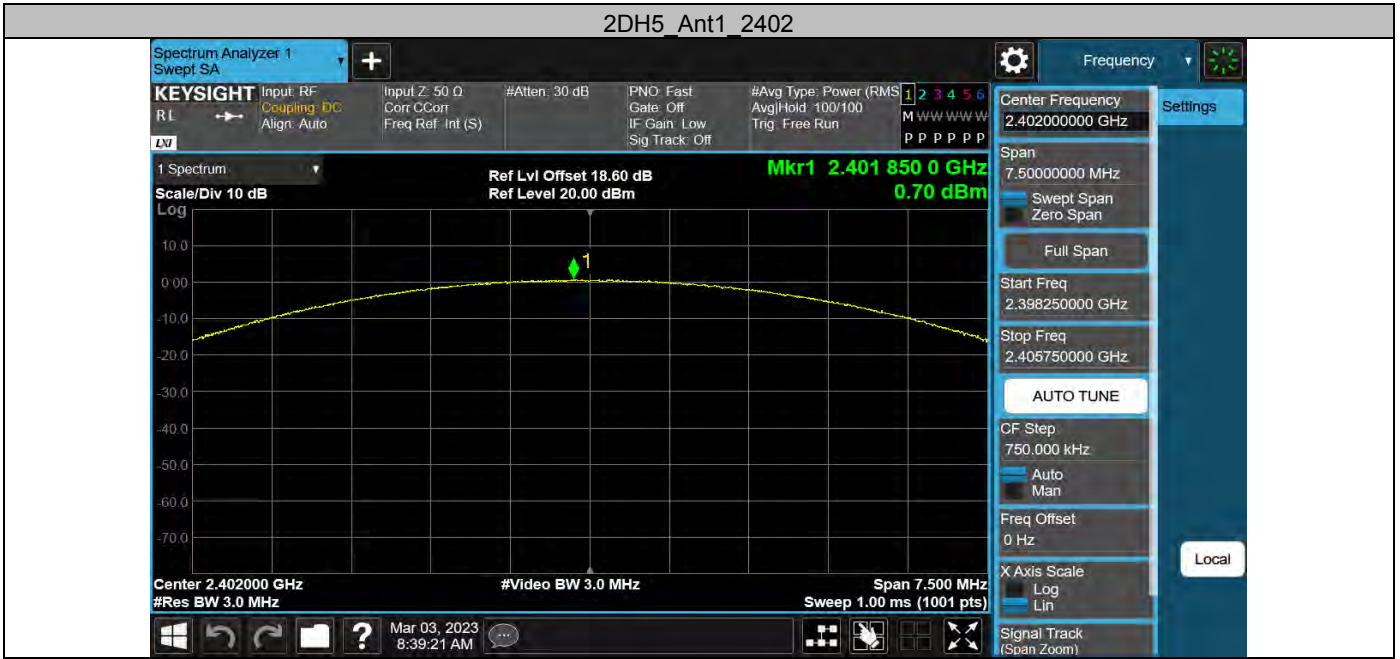 2DH5_Ant1_2402
Spectrum Analyzer 1
Swept SA
Frequency
KEYSIGHT
RL
LXI
Input: RF
Coupling: DC
Align: Auto
Input Z: 50 Ω
Corr CCorr
Freq Ref: Int (S)
#Atten: 30 dB
PNO: Fast
Gate: Off
IF Gain: Low
Sig Track: Off
#Avg Type: Power (RMS
Avg|Hold: 100/100
Trig: Free Run
1 2 3 4 5 6
M W W W W W
P P P P P P
1 Spectrum
Scale/Div 10 dB
Log
Ref Lvl Offset 18.60 dB
Ref Level 20.00 dBm
Mkr1 2.401 850 0 GHz
0.70 dBm
10.0
0.00
-10.0
-20.0
-30.0
-40.0
-50.0
-60.0
-70.0
1
Center 2.402000 GHz
#Res BW 3.0 MHz
#Video BW 3.0 MHz
Span 7.500 MHz
Sweep 1.00 ms (1001 pts)
Mar 03, 2023
8:39:21 AM
?
Center Frequency
2.402000000 GHz
Settings
Span
7.50000000 MHz
Swept Span
Zero Span
Full Span
Start Freq
2.398250000 GHz
Stop Freq
2.405750000 GHz
AUTO TUNE
CF Step
750.000 kHz
Auto
Man
Freq Offset
0 Hz
Local
X Axis Scale
Log
Lin
Signal Track
(Span Zoom)